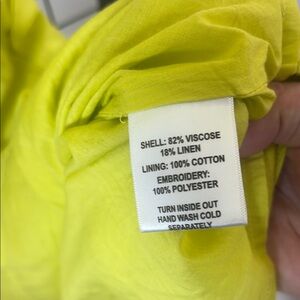 SHELL: 82% VISCOSE
18% LINEN
LINING: 100% COTTON
EMBROIDERY:
100% POLYESTER
TURN INSIDE OUT
HAND WASH COLD
SEPARATELY